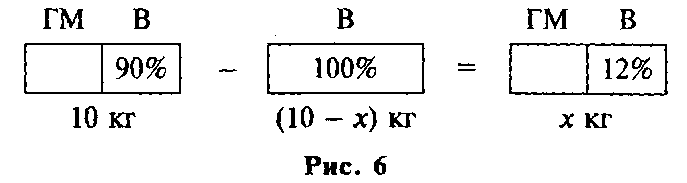 ГМ В В ГМ В
90% – 100% = 12%
10 кг (10 – x) кг x кг
Рис. 6